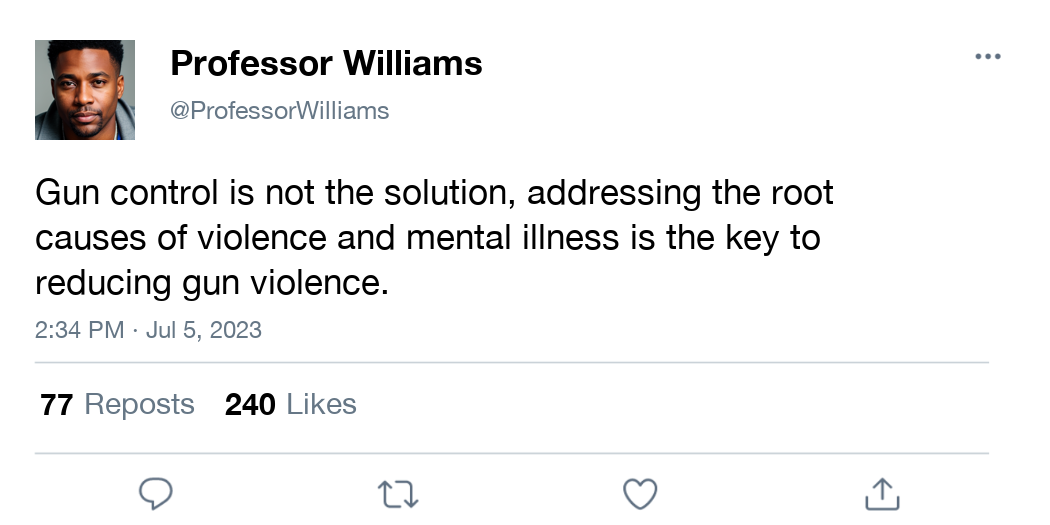 Professor Williams
@ProfessorWilliams
Gun control is not the solution, addressing the root
causes of violence and mental illness is the key to
reducing gun violence.
2:34 PM · Jul 5, 2023
77 Reposts 240 Likes